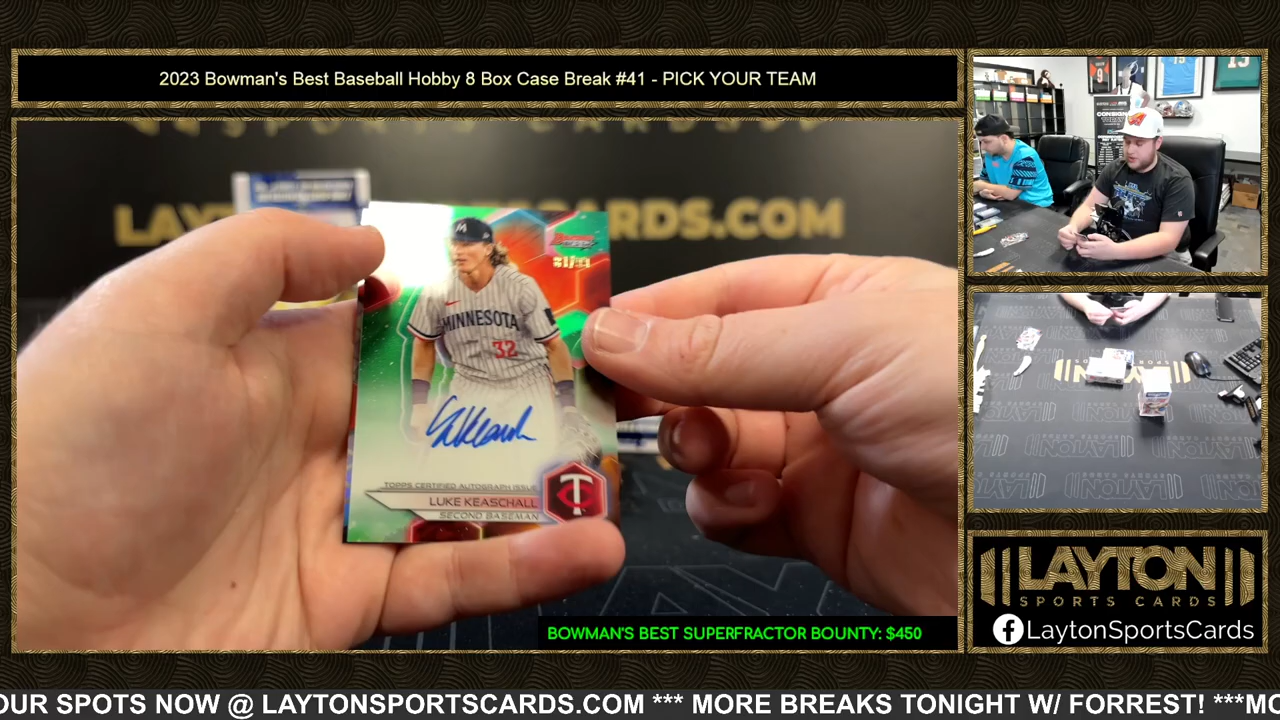 2023 Bowman's Best Baseball Hobby 8 Box Case Break #41 - PICK YOUR TEAM
MINNESOTA
32
TOPPS CERTIFIED AUTOGRAPH ISSUE
LUKE KEASCHALL
SECOND BASEMAN
BOWMAN'S BEST SUPERFRACTOR BOUNTY: $450
LAYTON
SPORTS CARDS
LaytonSportsCards
OUR SPOTS NOW @ LAYTONSPORTSCARDS.COM *** MORE BREAKS TONIGHT W/ FORREST! ***MO